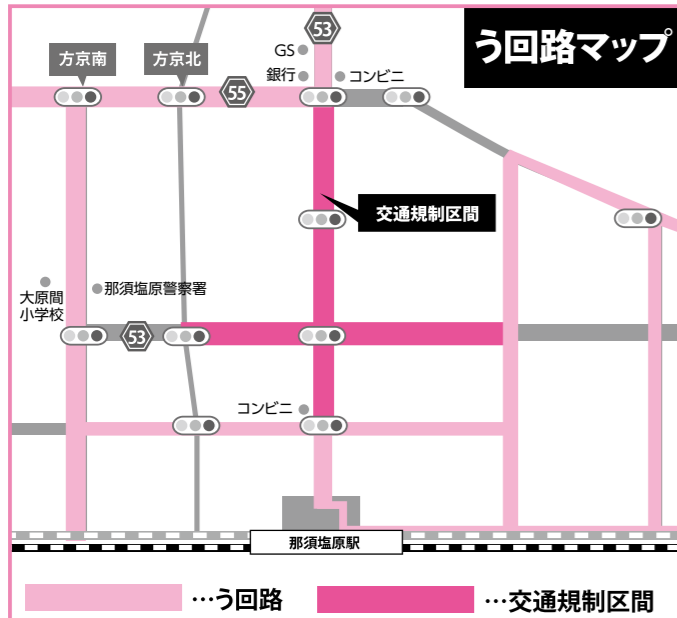 う回路マップ
53
GS
方京南
方京北
銀行
コンビニ
55
交通規制区間
大原間
小学校
那須塩原警察署
53
コンビニ
那須塩原駅
…う回路
…交通規制区間